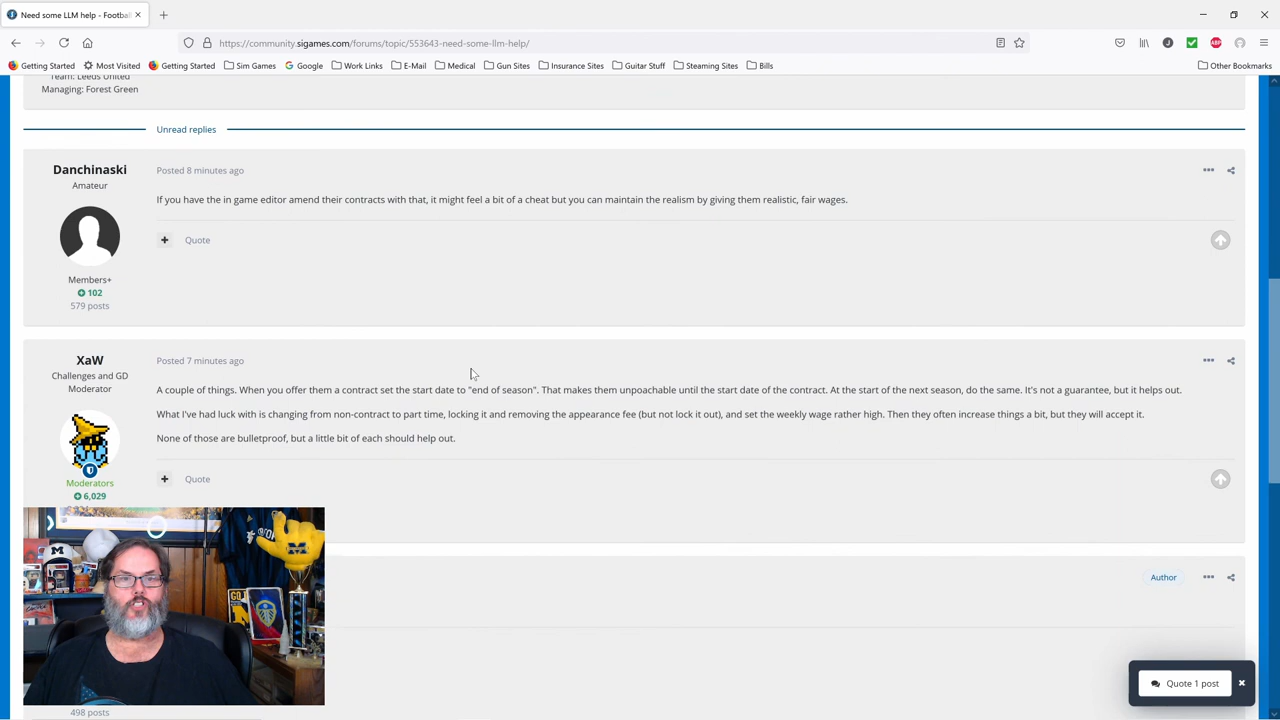 Need some LLM help - Footbal
https://community.sigames.com/forums/topic/553643-need-some-llm-help/
Getting Started
Most Visited
Getting Started
Sim Games
Google
Work Links
E-Mail
Medical
Gun Sites
Insurance Sites
Guitar Stuff
Steaming Sites
Bills
Other Bookmarks
Team: Leeds United
Managing: Forest Green
Unread replies
Danchinaski
Amateur
Members+
102
579 posts
Posted 8 minutes ago
If you have the in game editor amend their contracts with that, it might feel a bit of a cheat but you can maintain the realism by giving them realistic, fair wages.
+ Quote
XaW
Challenges and GD
Moderator
Moderators
6,029
Posted 7 minutes ago
A couple of things. When you offer them a contract set the start date to "end of season". That makes them unpoachable until the start date of the contract. At the start of the next season, do the same. It's not a guarantee, but it helps out.
What I've had luck with is changing from non-contract to part time, locking it and removing the appearance fee (but not lock it out), and set the weekly wage rather high. Then they often increase things a bit, but they will accept it.
None of those are bulletproof, but a little bit of each should help out.
+ Quote
Author
Quote 1 post
498 posts